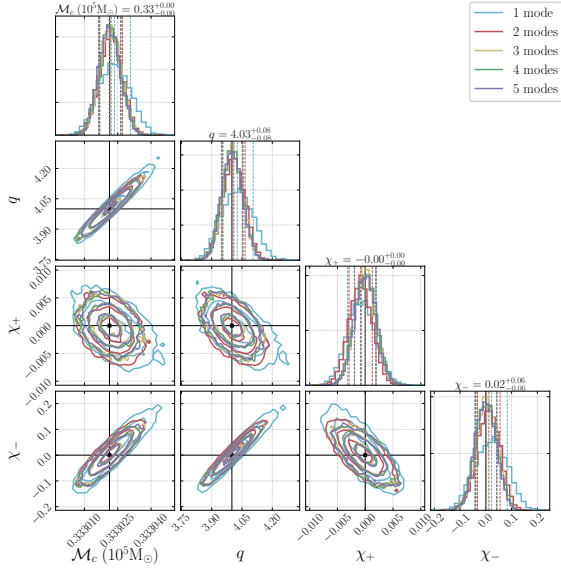 𝓜c (10⁵M⊙) = 0.33+0.00−0.00
1 mode
2 modes
3 modes
4 modes
5 modes
q = 4.03+0.08−0.08
q
4.20
4.05
3.90
3.75
χ+ = −0.00+0.00−0.00
χ+
0.010
0.005
0.000
−0.005
−0.010
χ− = 0.02+0.06−0.06
χ−
0.2
0.1
0.0
−0.1
−0.2
0.333010
0.333025
0.333040
3.75
3.90
4.05
4.20
−0.010
−0.005
0.000
0.005
0.010
−0.2
−0.1
0.0
0.1
0.2
𝓜c (10⁵M⊙)
q
χ+
χ−